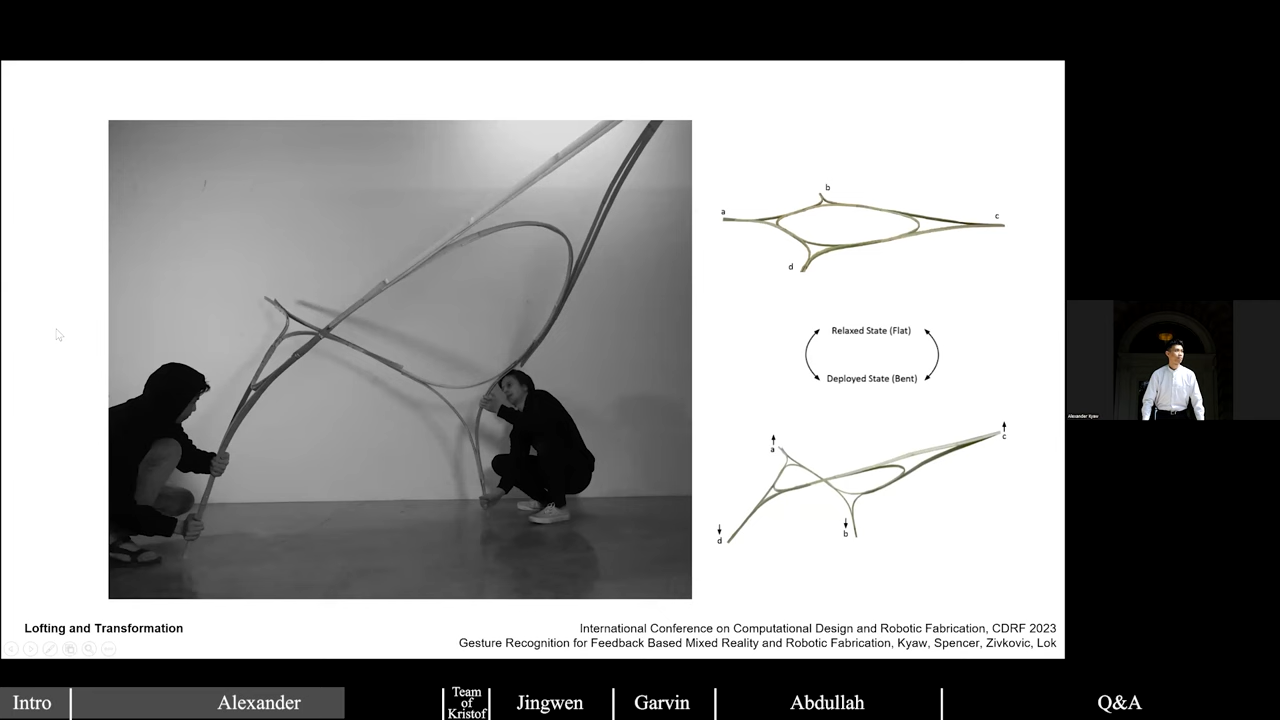 b
a
c
d
Relaxed State (Flat)
Deployed State (Bent)
a
c
d
b
Alexander Kyaw
Lofting and Transformation
International Conference on Computational Design and Robotic Fabrication, CDRF 2023
Gesture Recognition for Feedback Based Mixed Reality and Robotic Fabrication, Kyaw, Spencer, Zivkovic, Lok
Intro
Alexander
Team
of
Kristof
Jingwen
Garvin
Abdullah
Q&A